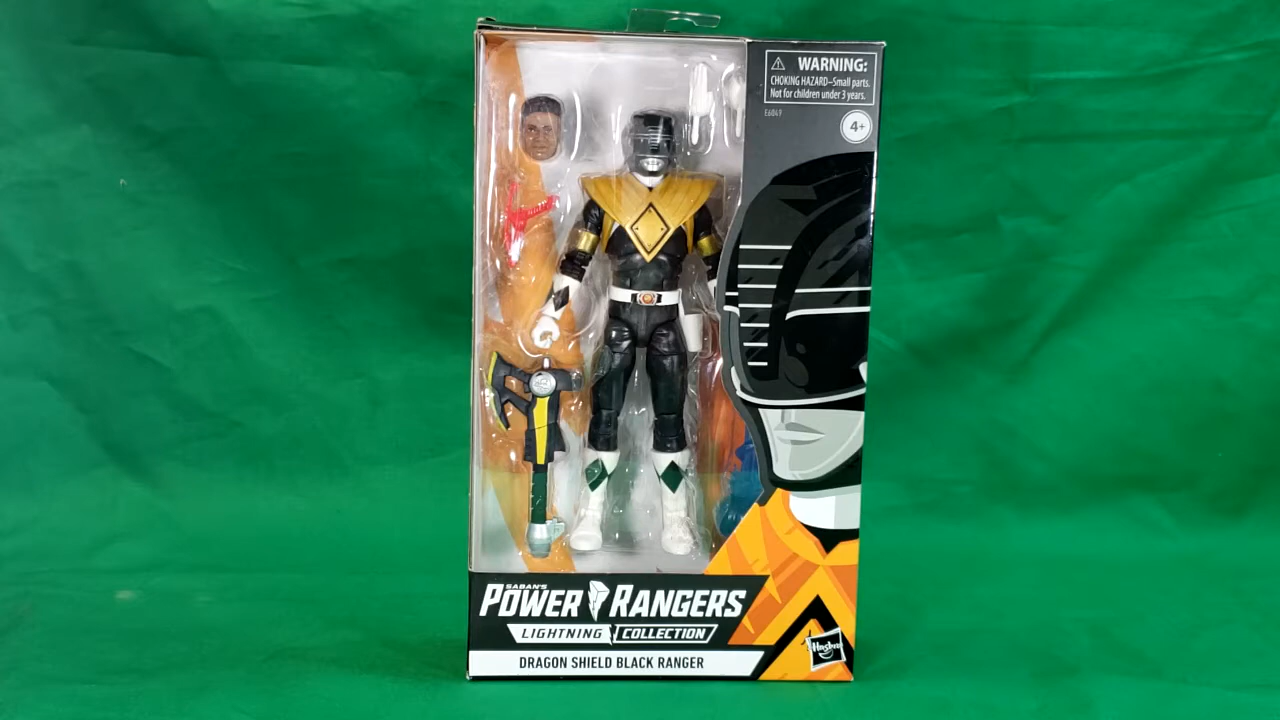 WARNING:
CHOKING HAZARD–Small parts.
Not for children under 3 years.
E6049
4+
SABAN'S
POWER RANGERS
LIGHTNING COLLECTION
DRAGON SHIELD BLACK RANGER
Hasbro